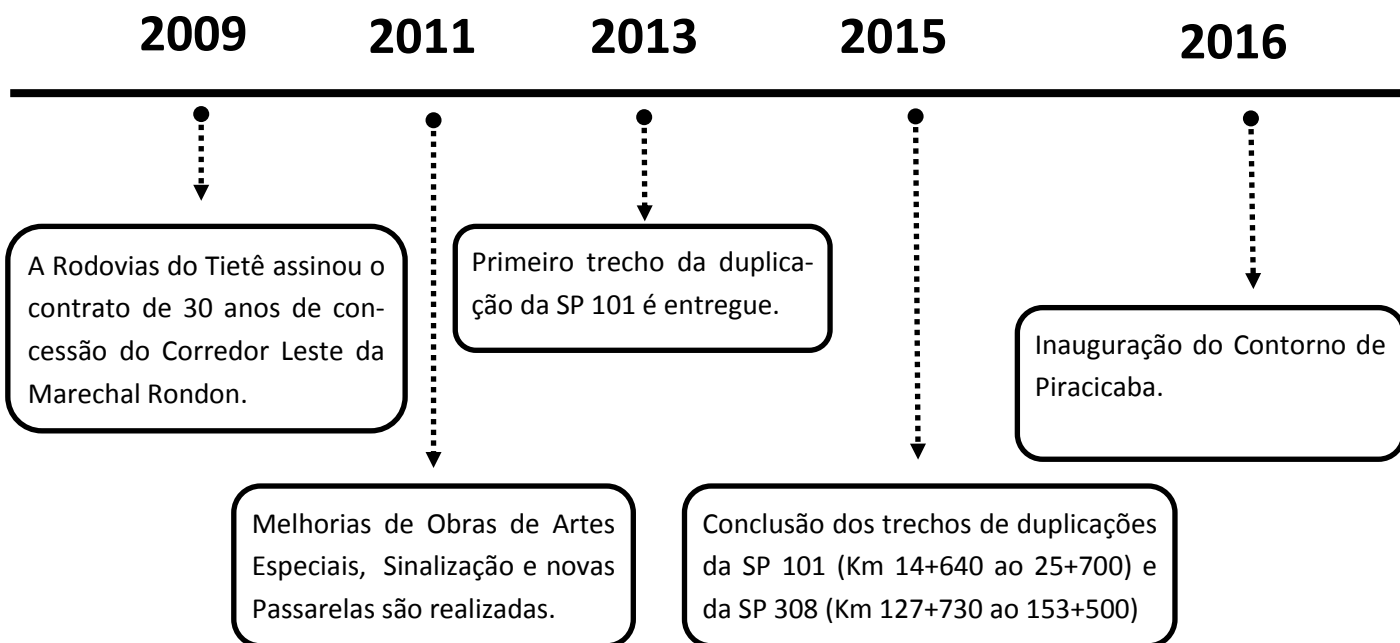 2009
2011
2013
2015
2016
A Rodovias do Tietê assinou o
contrato de 30 anos de con-
cessão do Corredor Leste da
Marechal Rondon.
Primeiro trecho da duplica-
ção da SP 101 é entregue.
Inauguração do Contorno de
Piracicaba.
Melhorias de Obras de Artes
Especiais, Sinalização e novas
Passarelas são realizadas.
Conclusão dos trechos de duplicações
da SP 101 (Km 14+640 ao 25+700) e
da SP 308 (Km 127+730 ao 153+500)